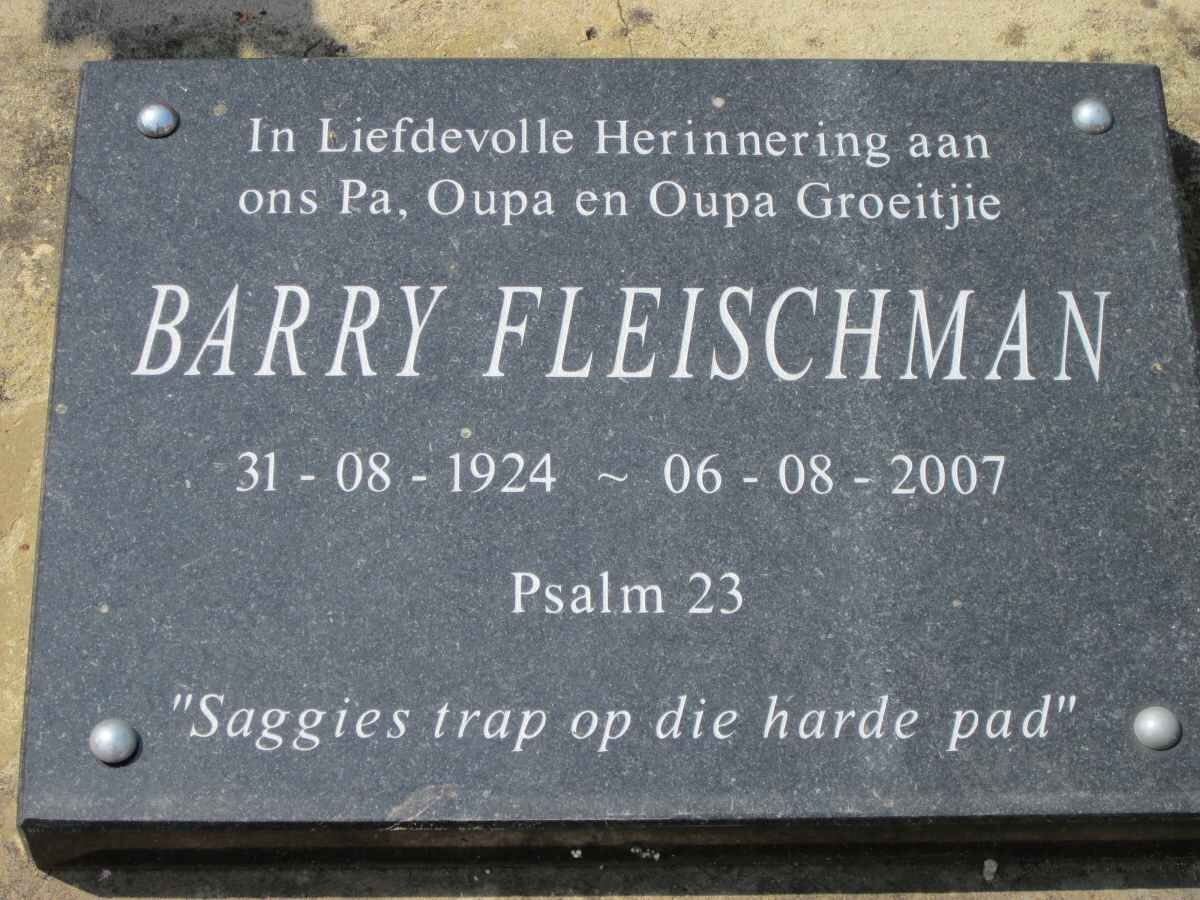 In Liefdevolle Herinnering aan
ons Pa, Oupa en Oupa Groeitjie
BARRY FLEISCHMAN
31 - 08 - 1924 ~ 06 - 08 - 2007
Psalm 23
"Saggies trap op die harde pad"